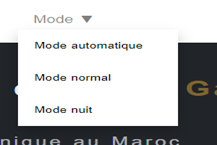 Mode ▼
Mode automatique
Mode normal
Mode nuit
nique au Maroc